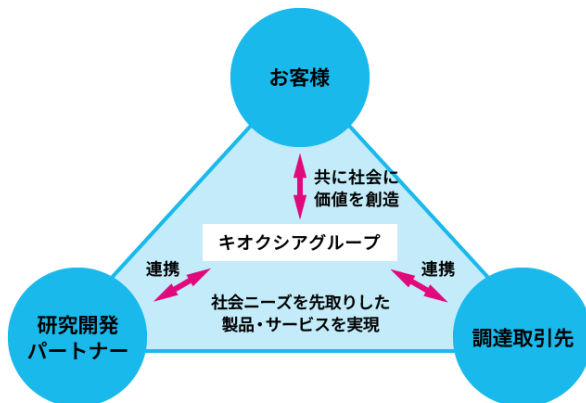 お客様
共に社会に
価値を創造
キオクシアグループ
連携
連携
社会ニーズを先取りした
製品・サービスを実現
研究開発
パートナー
調達取引先